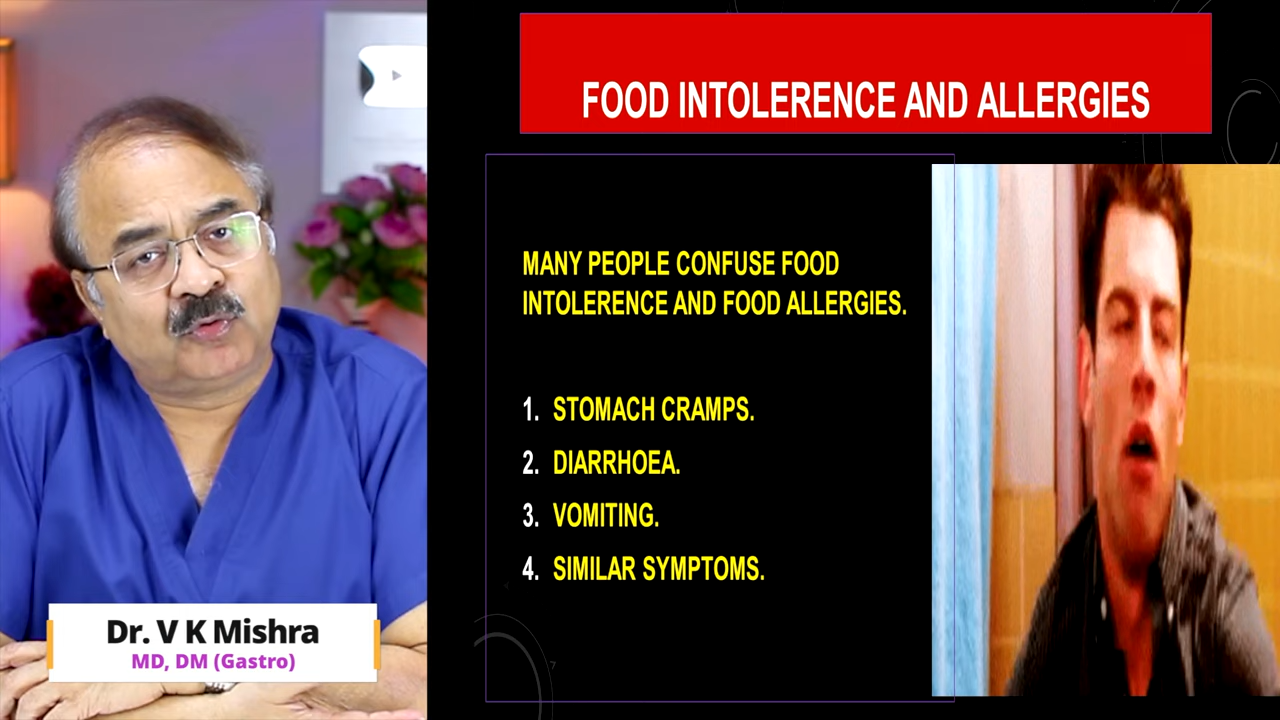 FOOD INTOLERENCE AND ALLERGIES
MANY PEOPLE CONFUSE FOOD
INTOLERENCE AND FOOD ALLERGIES.
1. STOMACH CRAMPS.
2. DIARRHOEA.
3. VOMITING.
4. SIMILAR SYMPTOMS.
Dr. V K Mishra
MD, DM (Gastro)